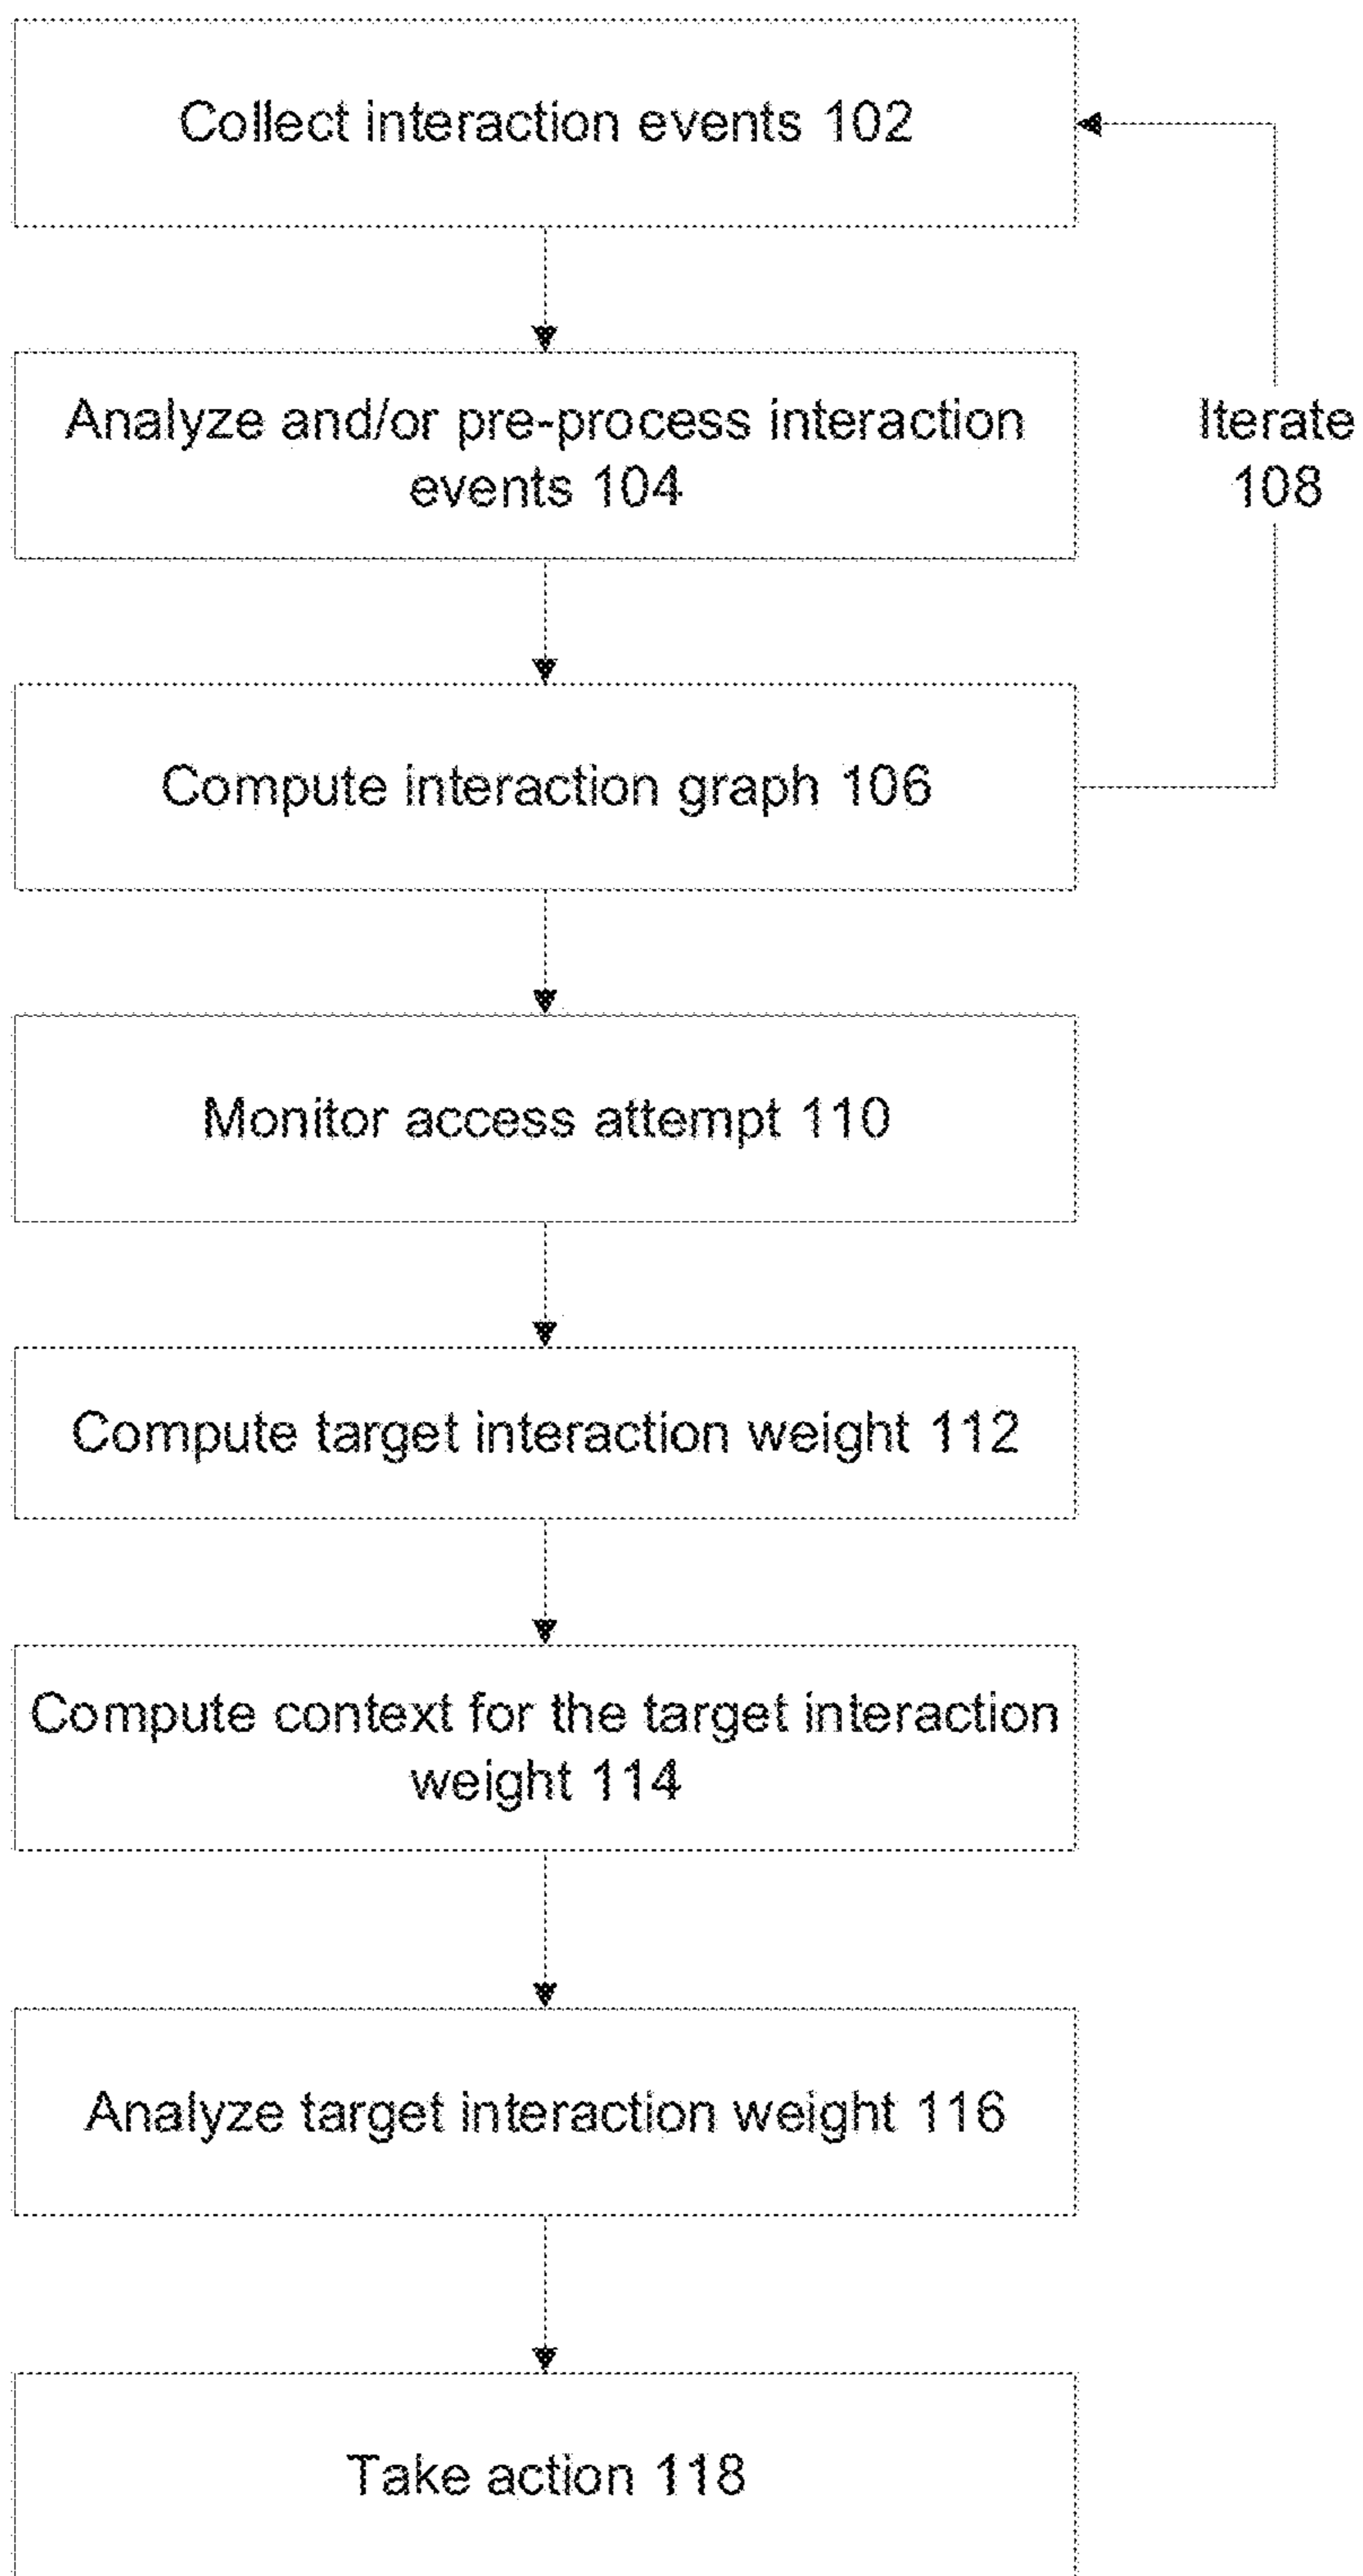 Collect interaction events 102
Analyze and/or pre-process interaction
events 104
Iterate
108
Compute interaction graph 106
Monitor access attempt 110
Compute target interaction weight 112
Compute context for the target interaction
weight 114
Analyze target interaction weight 116
Take action 118